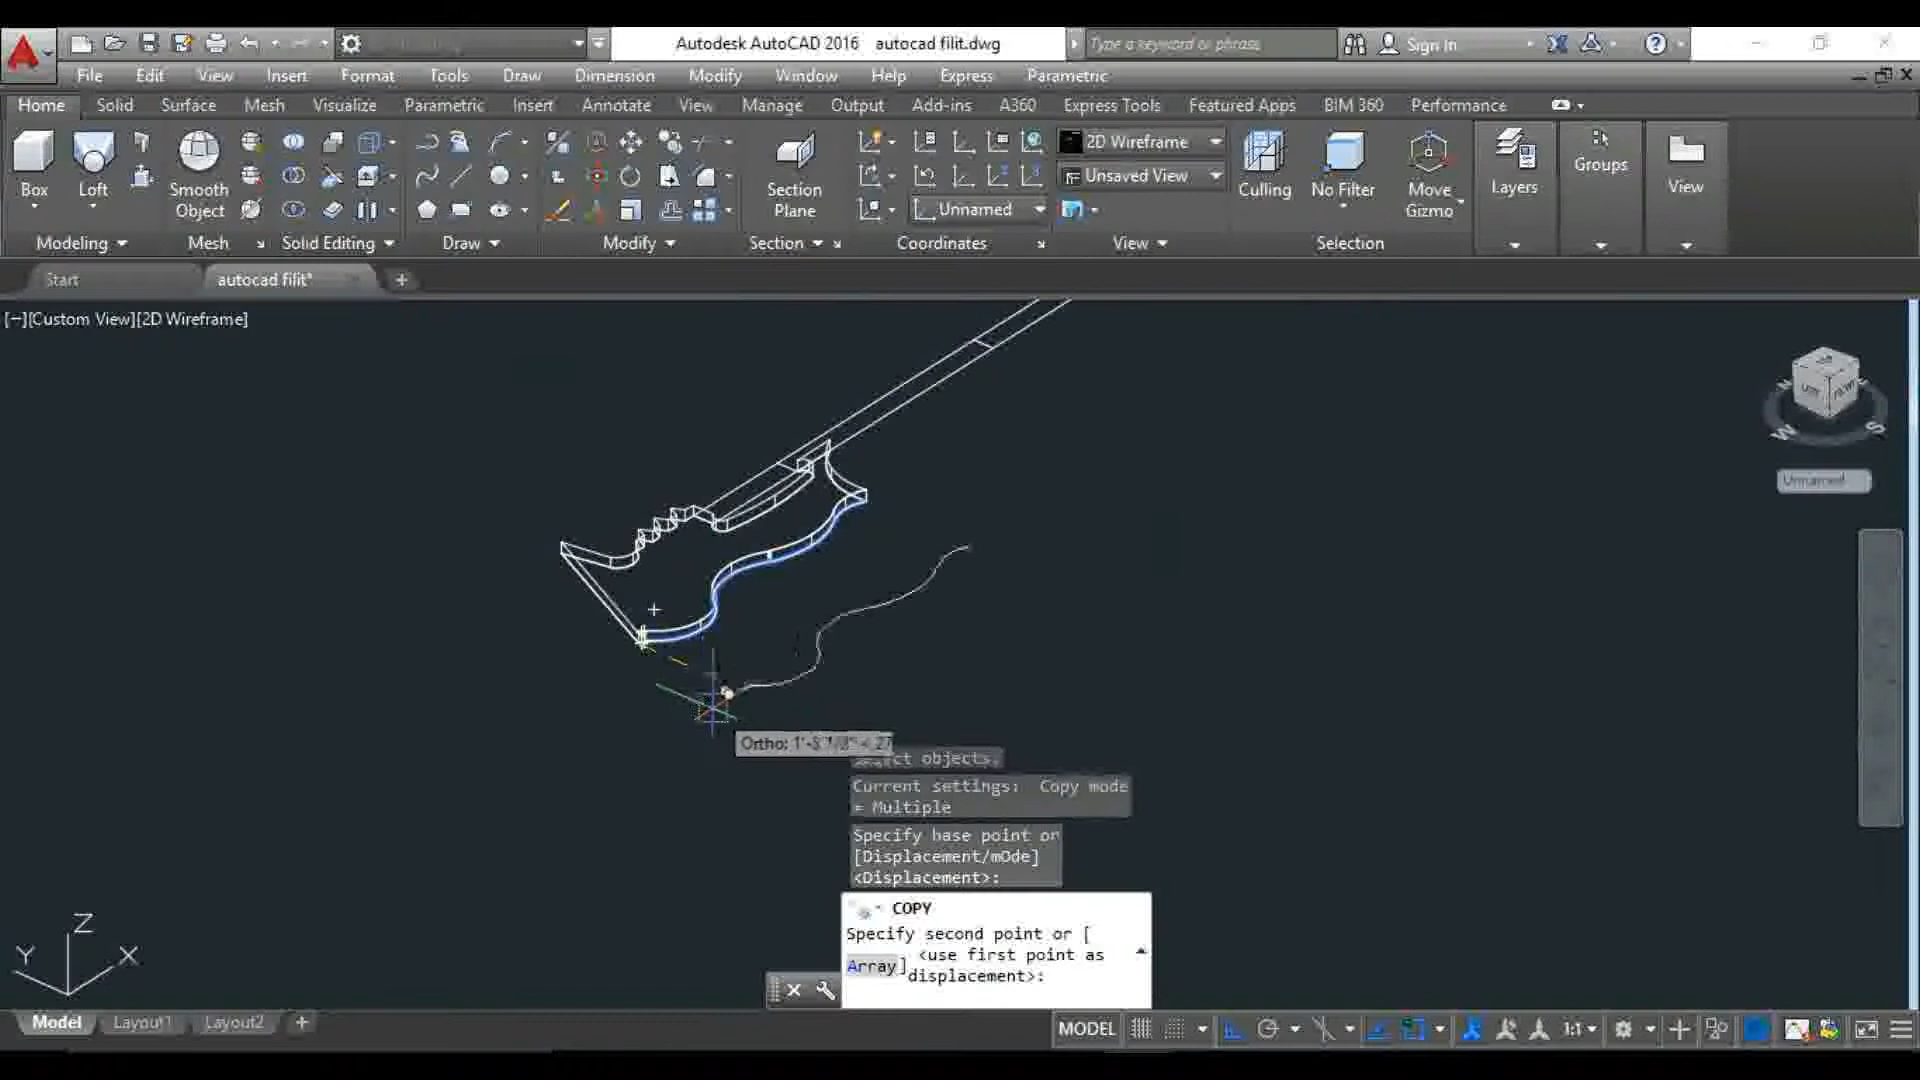 Autodesk AutoCAD 2016 autocad filit.dwg
Type a keyword or phrase
Sign In
File Edit View Insert Format Tools Draw Dimension Modify Window Help Express Parametric
Home Solid Surface Mesh Visualize Parametric Insert Annotate View Manage Output Add-ins A360 Express Tools Featured Apps BIM 360 Performance
2D Wireframe
Unsaved View
Unnamed
Box Loft Smooth Object Section Plane Culling No Filter Move Gizmo Layers Groups View
Modeling Mesh Solid Editing Draw Modify Section Coordinates View Selection
Start autocad filit*
[−][Custom View][2D Wireframe]
W S
Unnamed
Ortho:
objects.
Current settings: Copy mode
= Multiple
Specify base point or
[Displacement/mOde]
<Displacement>:
COPY
Specify second point or [
Array] <use first point as
displacement>:
Z
Y X
Model Layout1 Layout2
MODEL 1:1